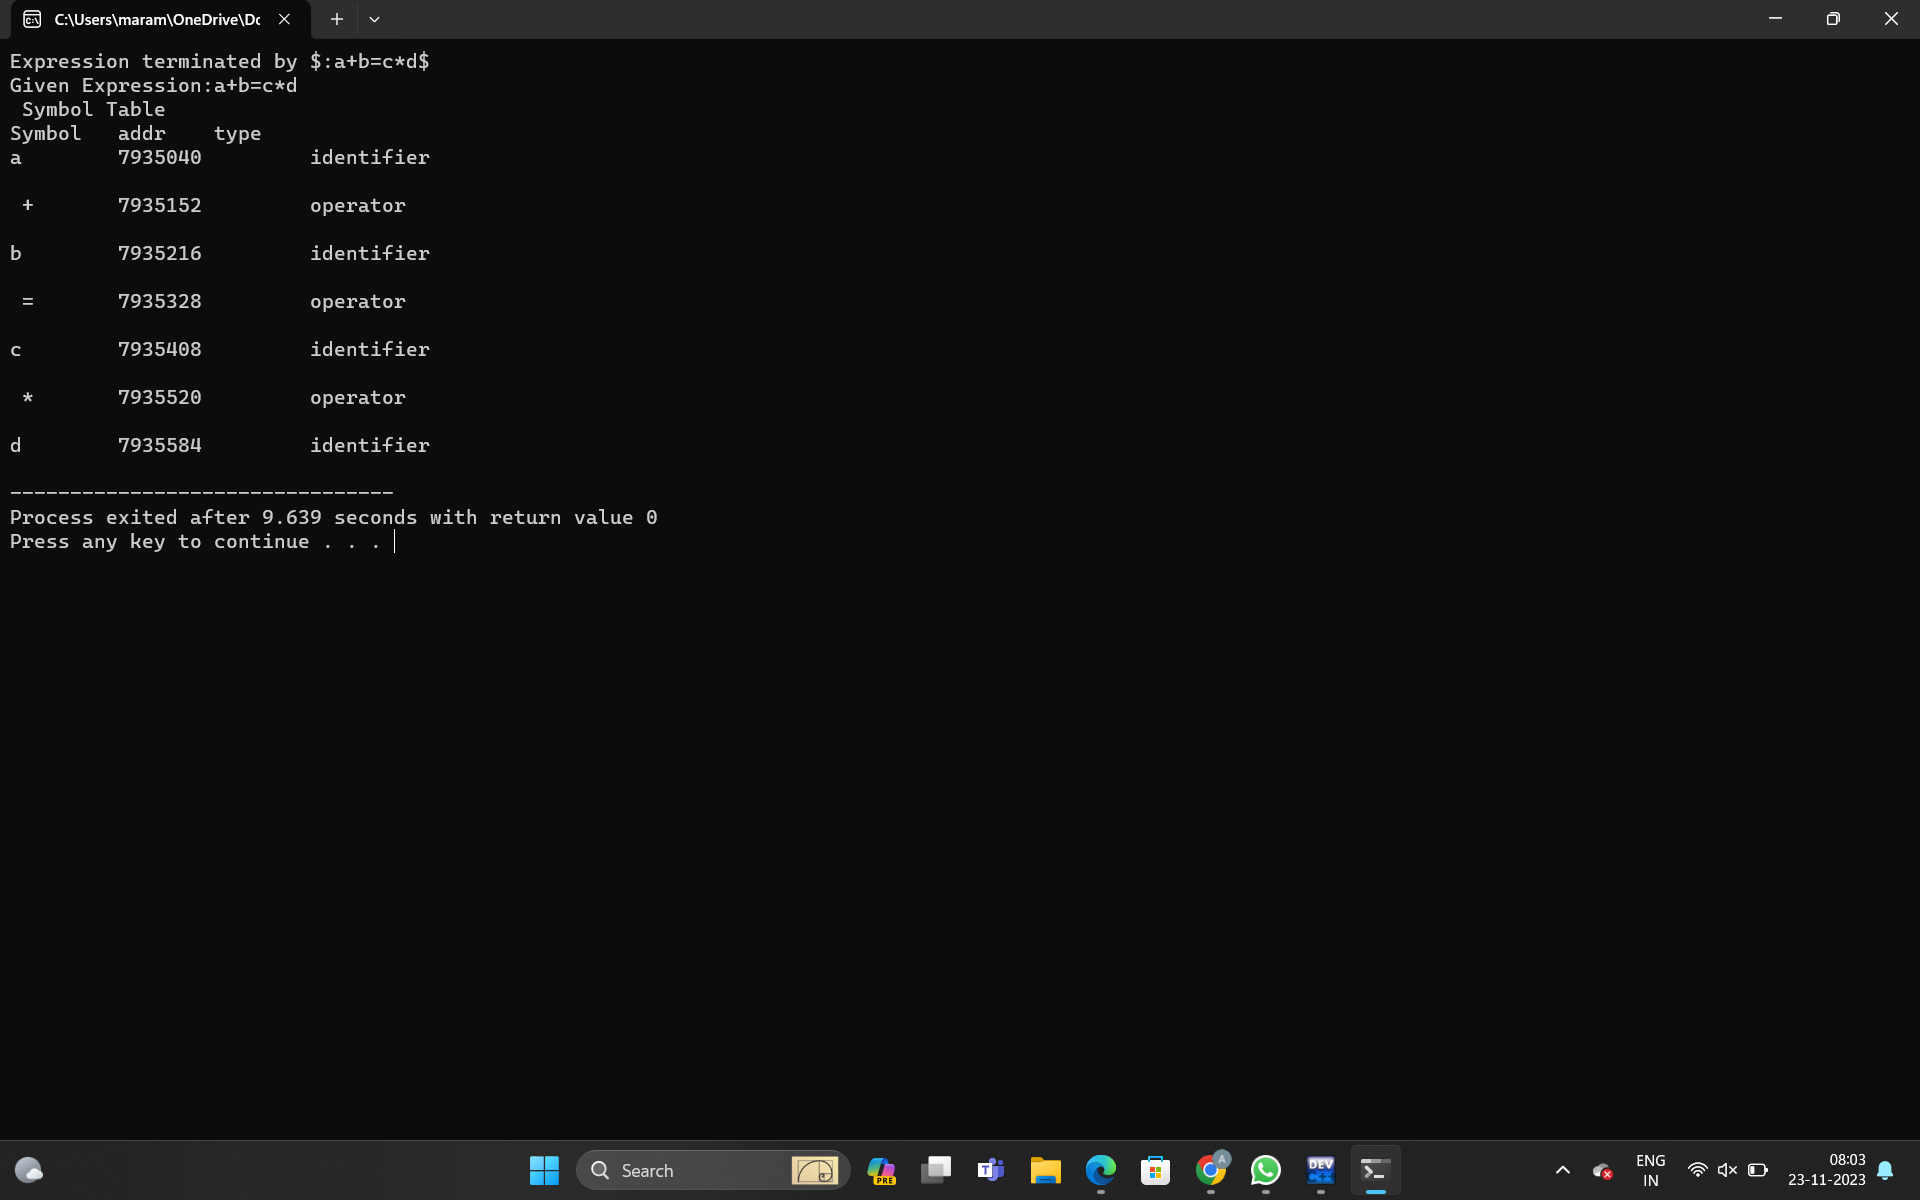 C:\Users\maram\OneDrive\Dc
Expression terminated by $:a+b=c*d$
Given Expression:a+b=c*d
Symbol Table
Symbol addr type
a 7935040 identifier
+ 7935152 operator
b 7935216 identifier
= 7935328 operator
c 7935408 identifier
* 7935520 operator
d 7935584 identifier
--------------------------------
Process exited after 9.639 seconds with return value 0
Press any key to continue . . .
Search
PRE
T
A
DEV
C++
ENG
IN
08:03
23-11-2023